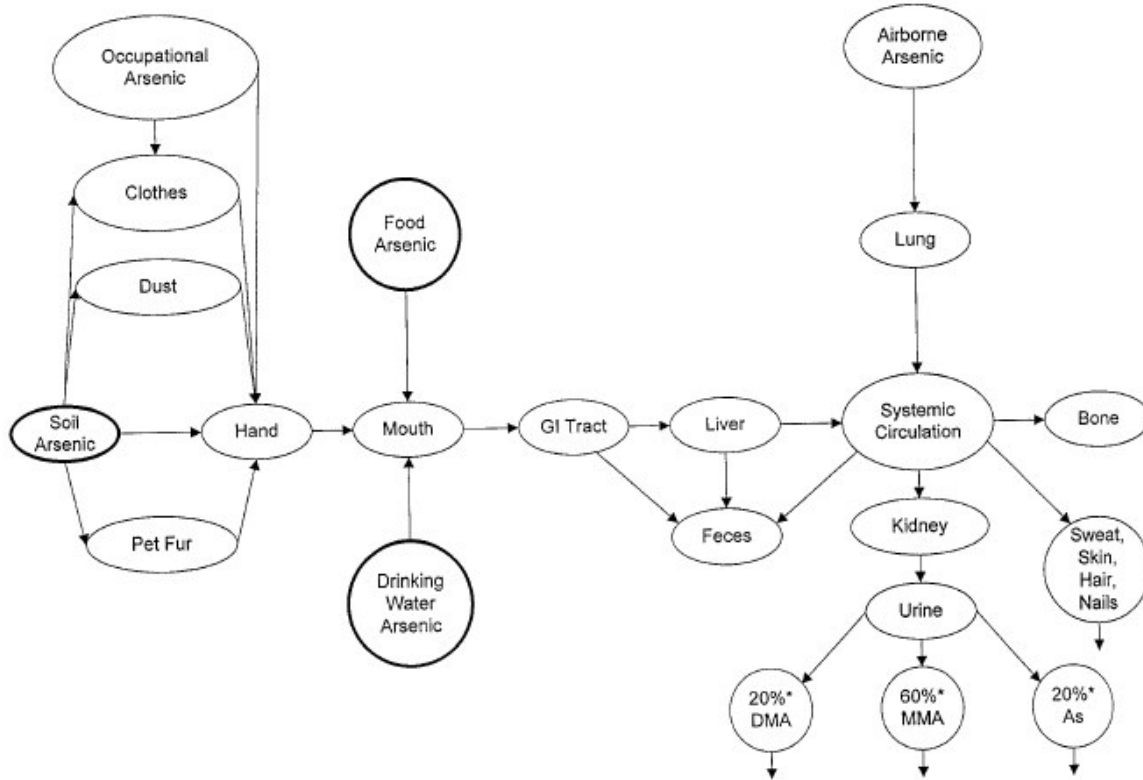 Occupational
Arsenic
Airborne
Arsenic
Clothes
Food
Arsenic
Lung
Dust
Soil
Arsenic
Hand
Mouth
GI Tract
Liver
Systemic
Circulation
Bone
Pet Fur
Feces
Kidney
Sweat,
Skin,
Hair,
Nails
Drinking
Water
Arsenic
Urine
20%*
DMA
60%*
MMA
20%*
As